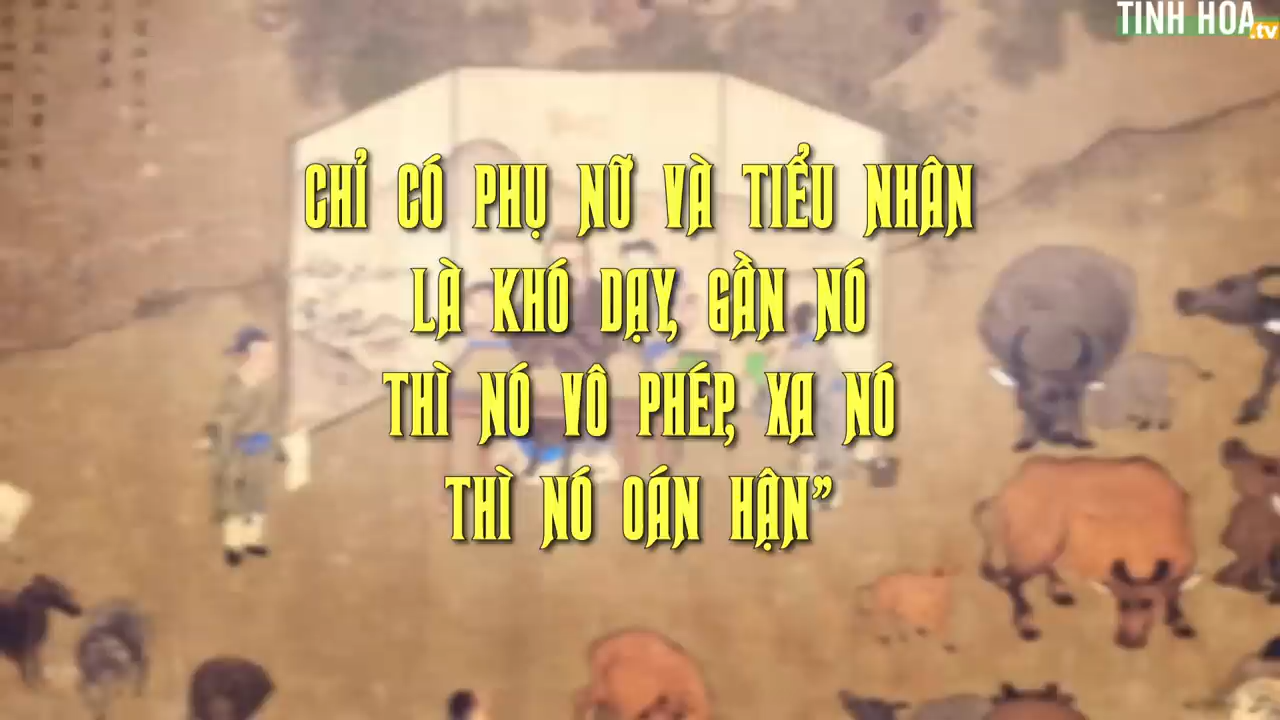 TINH HOA.tv
CHỈ CÓ PHỤ NỮ VÀ TIỂU NHÂN
LÀ KHÓ DẠY, GẦN NÓ
THÌ NÓ VÔ PHÉP, XA NÓ
THÌ NÓ OÁN HẬN”